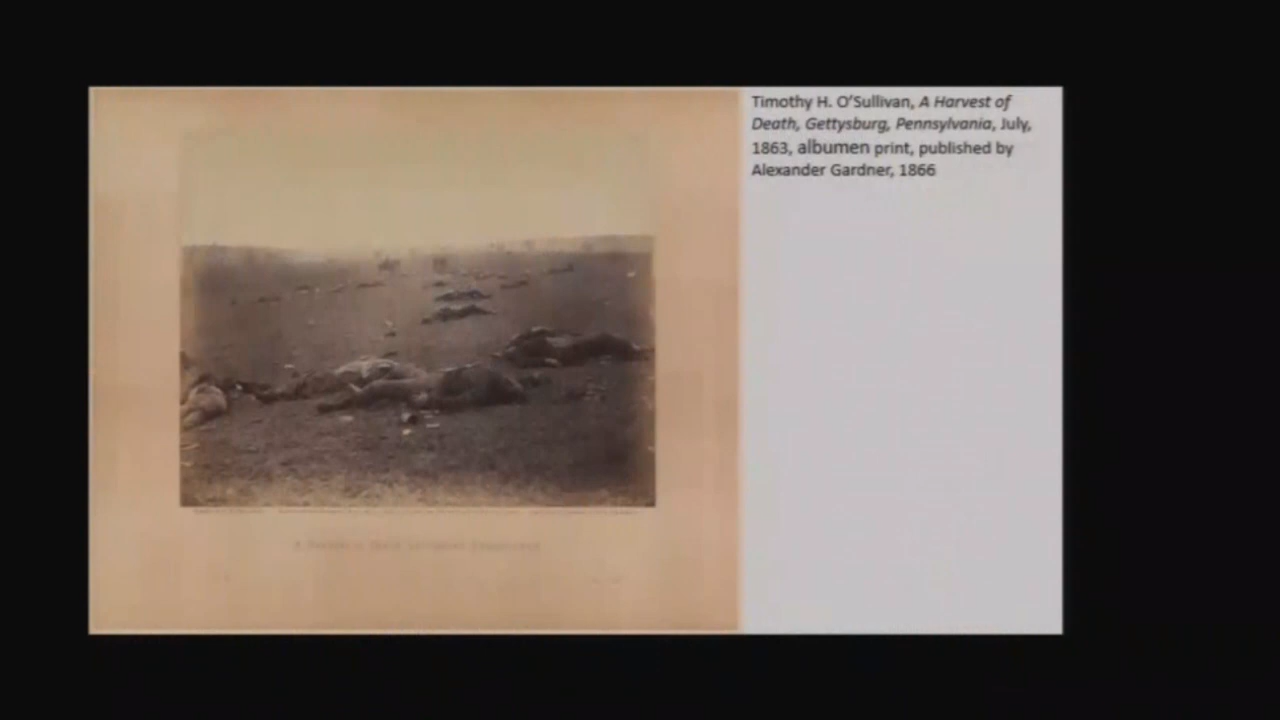 Timothy H. O'Sullivan, A Harvest of
Death, Gettysburg, Pennsylvania, July,
1863, albumen print, published by
Alexander Gardner, 1866